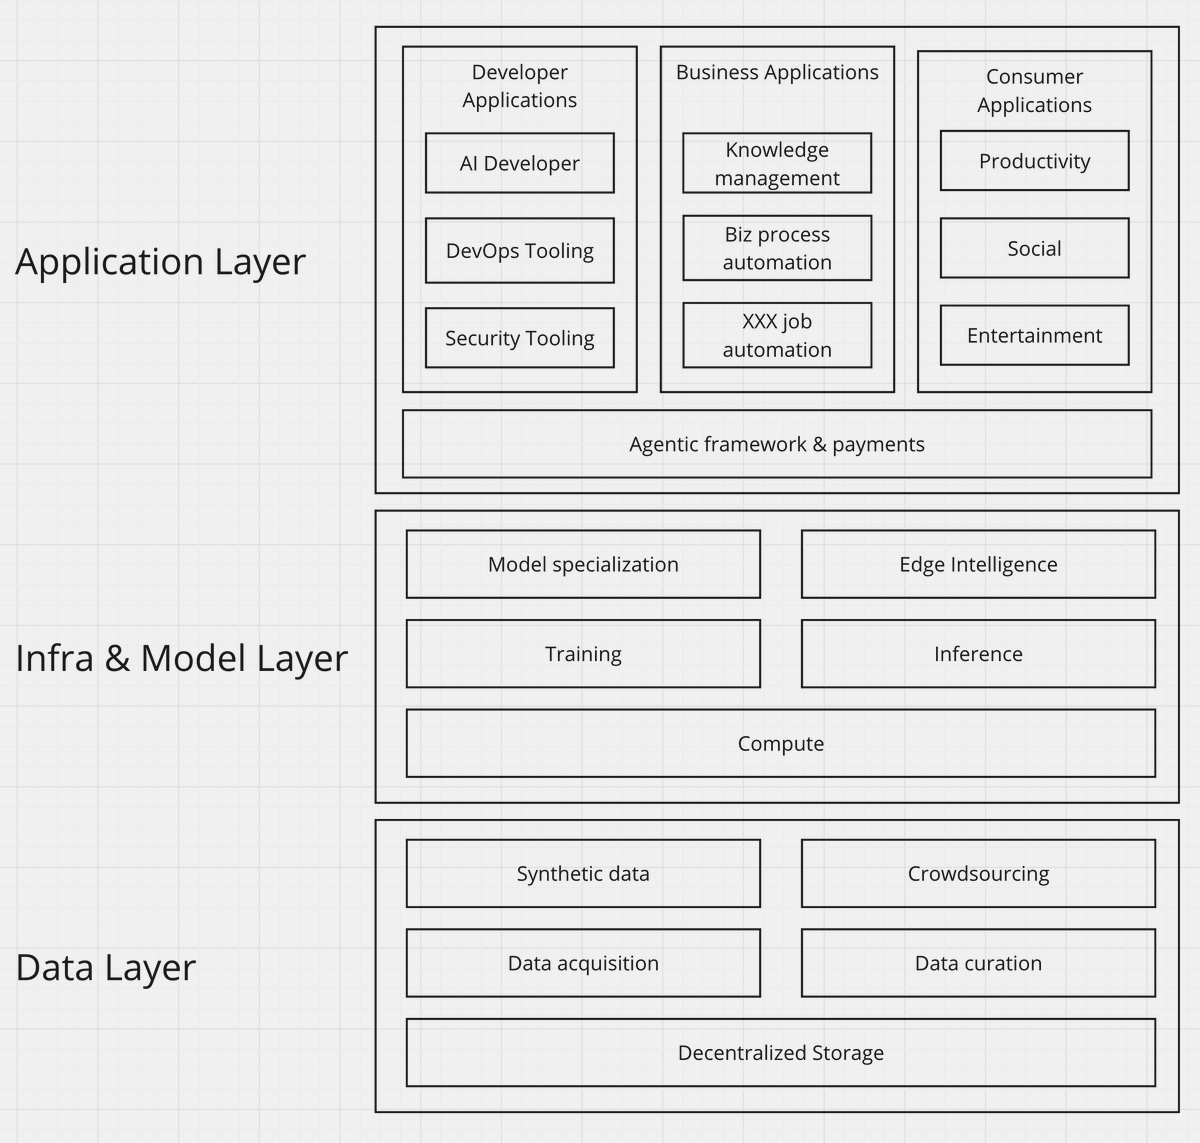 Application Layer
Developer
Applications
AI Developer
DevOps Tooling
Security Tooling
Business Applications
Knowledge
management
Biz process
automation
XXX job
automation
Consumer
Applications
Productivity
Social
Entertainment
Agentic framework & payments
Infra & Model Layer
Model specialization
Edge Intelligence
Training
Inference
Compute
Data Layer
Synthetic data
Crowdsourcing
Data acquisition
Data curation
Decentralized Storage